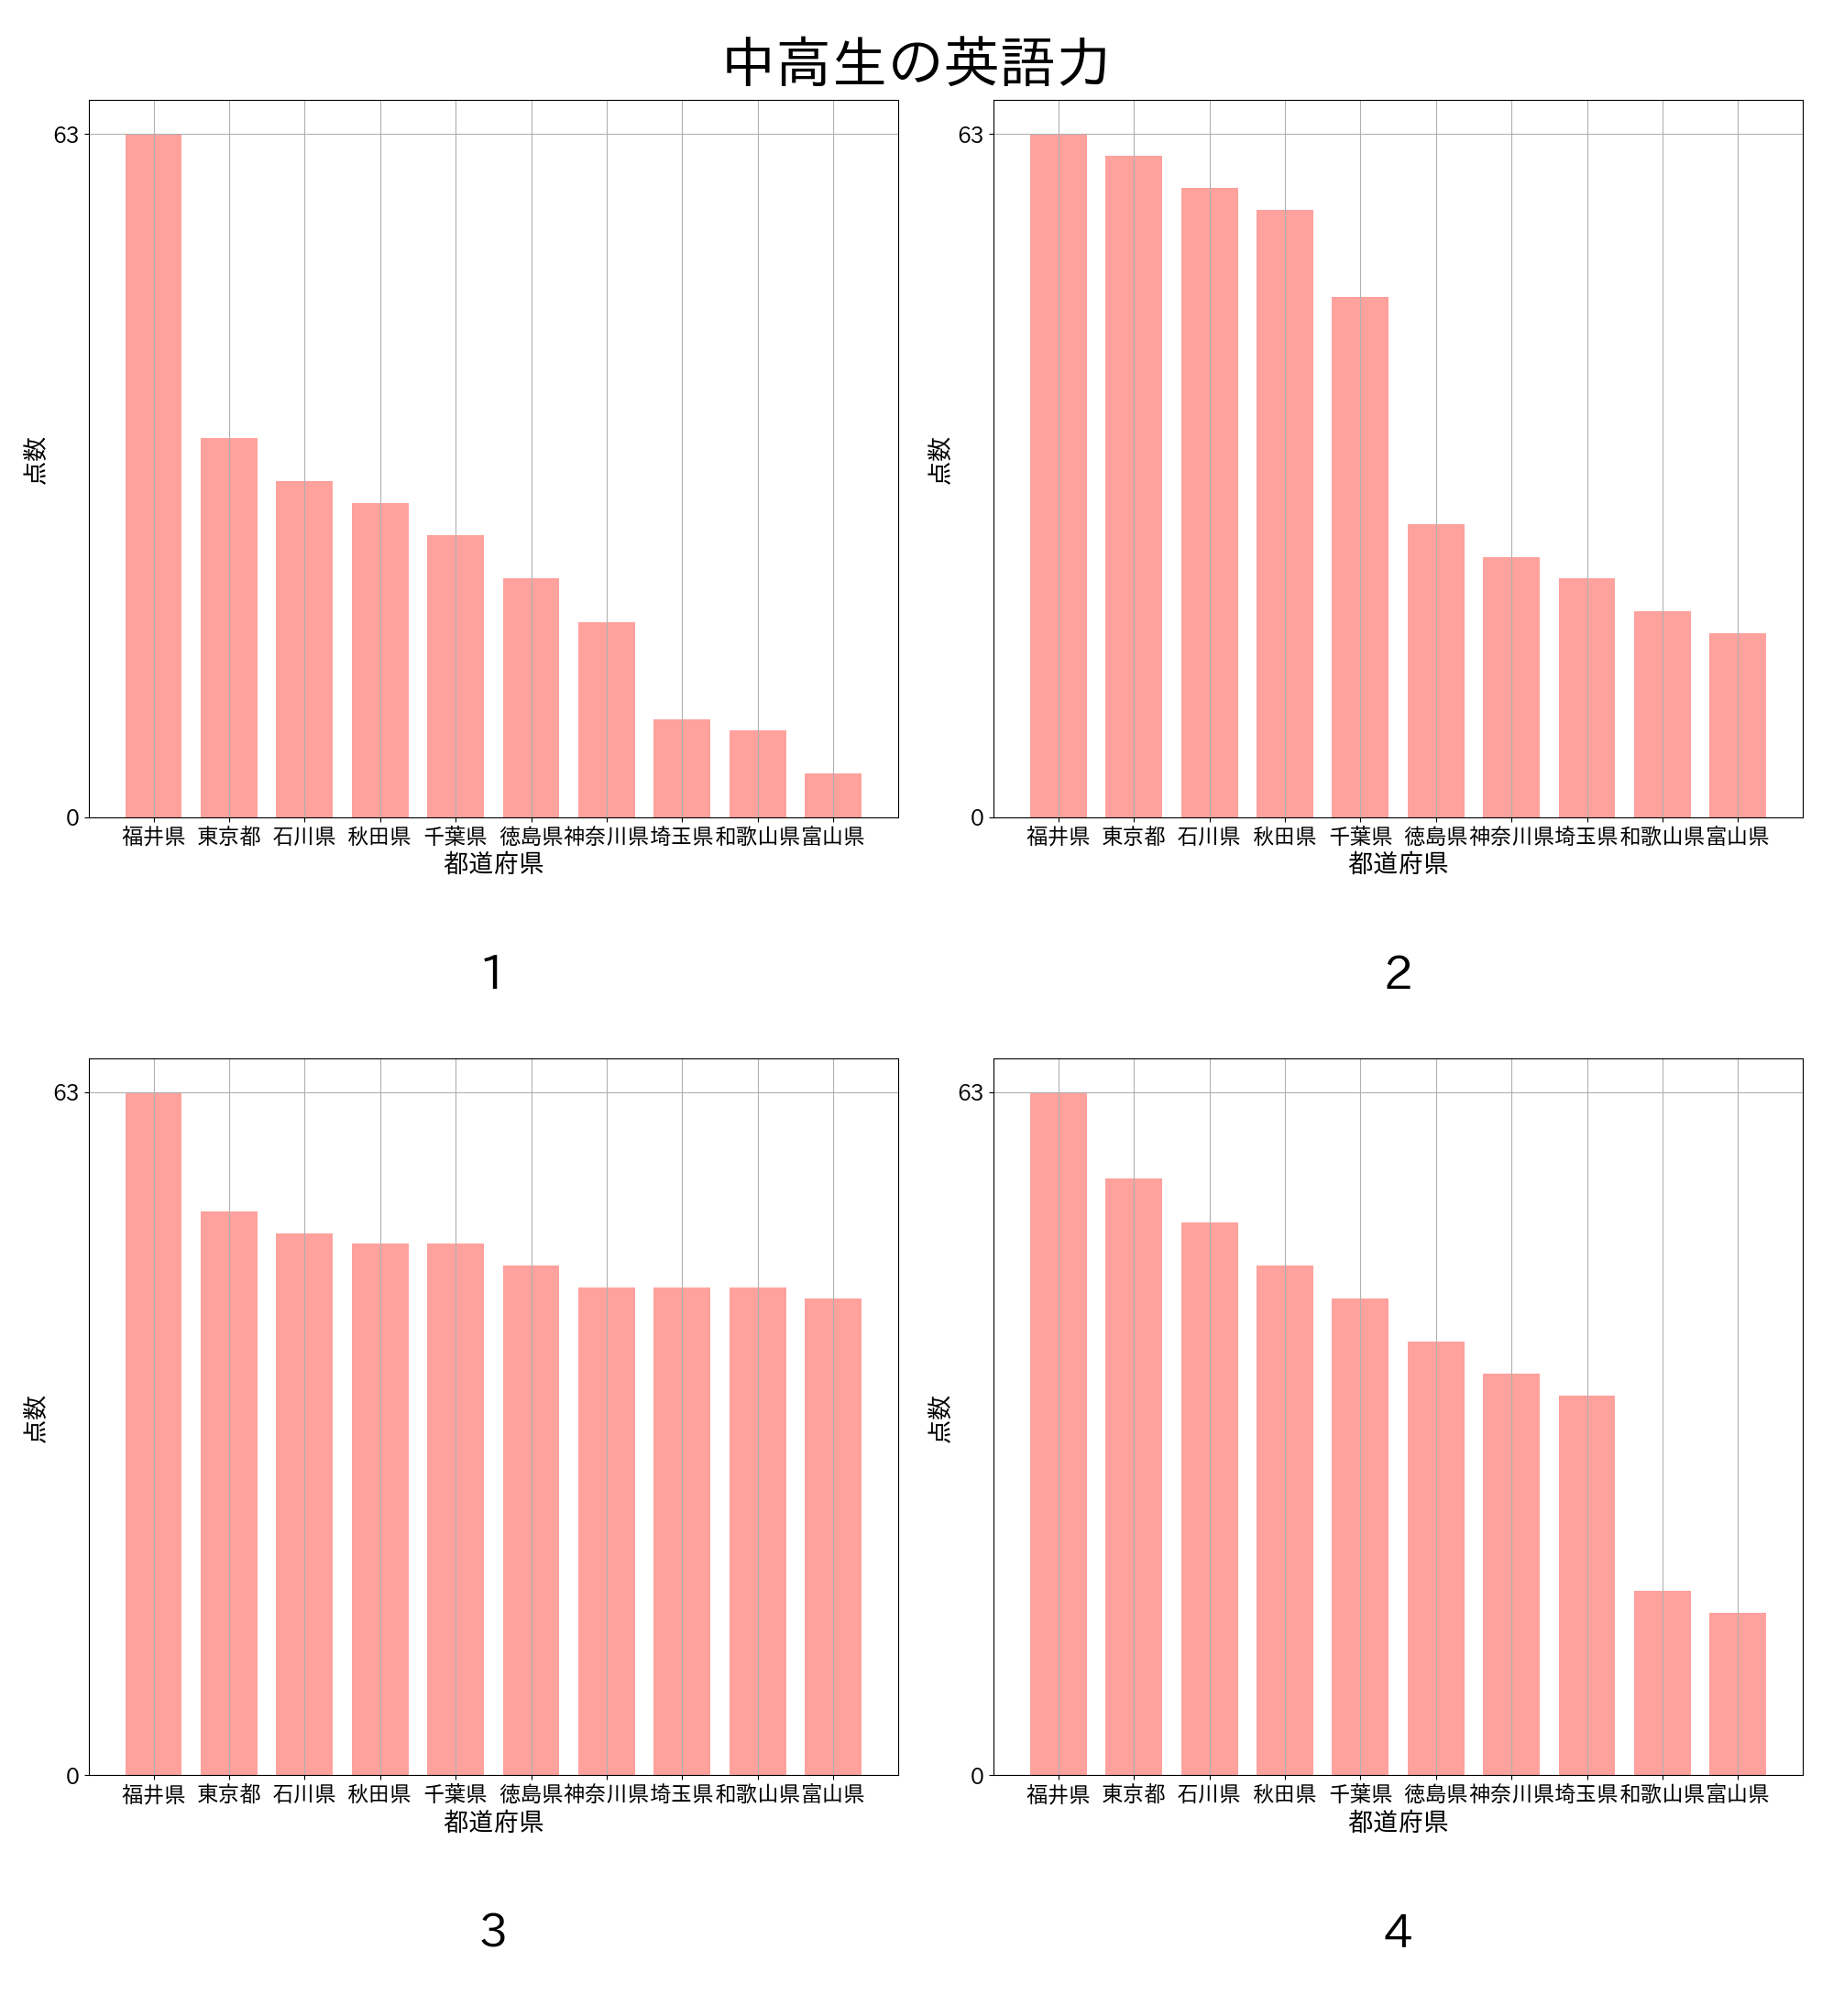 中高生の英語力
63
点数
0
福井県 東京都 石川県 秋田県 千葉県 徳島県 神奈川県 埼玉県 和歌山県 富山県
都道府県
1
63
点数
0
福井県 東京都 石川県 秋田県 千葉県 徳島県 神奈川県 埼玉県 和歌山県 富山県
都道府県
2
63
点数
0
福井県 東京都 石川県 秋田県 千葉県 徳島県 神奈川県 埼玉県 和歌山県 富山県
都道府県
3
63
点数
0
福井県 東京都 石川県 秋田県 千葉県 徳島県 神奈川県 埼玉県 和歌山県 富山県
都道府県
4